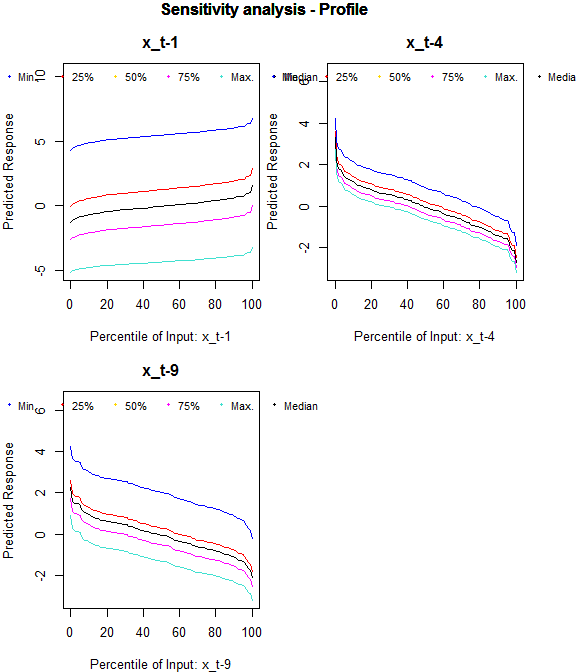 Sensitivity analysis - Profile
x_t-1
Min. 25% 50% 75% Max. Median
10
5
0
-5
Predicted Response
0 20 40 60 80 100
Percentile of Input: x_t-1
x_t-4
25% 50% 75% Max. Media
6
4
2
0
-2
Predicted Response
0 20 40 60 80 100
Percentile of Input: x_t-4
x_t-9
Min. 25% 50% 75% Max. Median
6
4
2
0
-2
Predicted Response
0 20 40 60 80 100
Percentile of Input: x_t-9